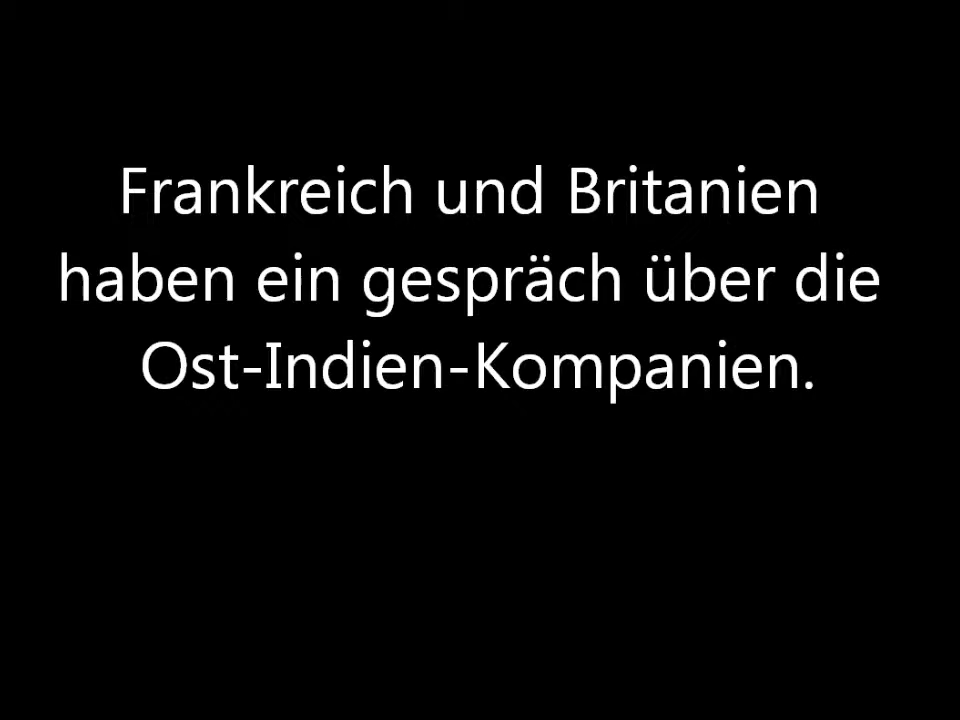 Frankreich und Britanien
haben ein gespräch über die
Ost-Indien-Kompanien.